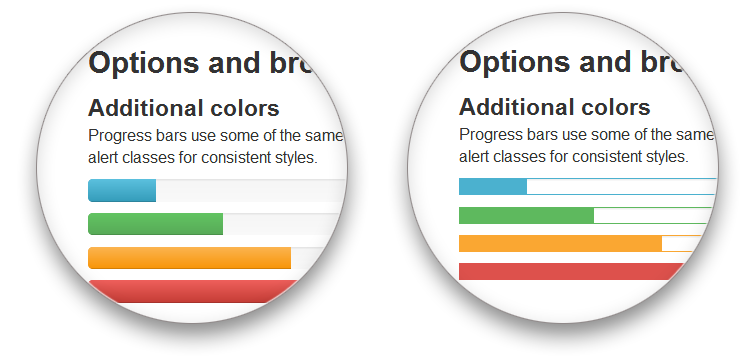 Options and bro
Additional colors
Progress bars use some of the same
alert classes for consistent styles.
Options and bro
Additional colors
Progress bars use some of the same
alert classes for consistent styles.